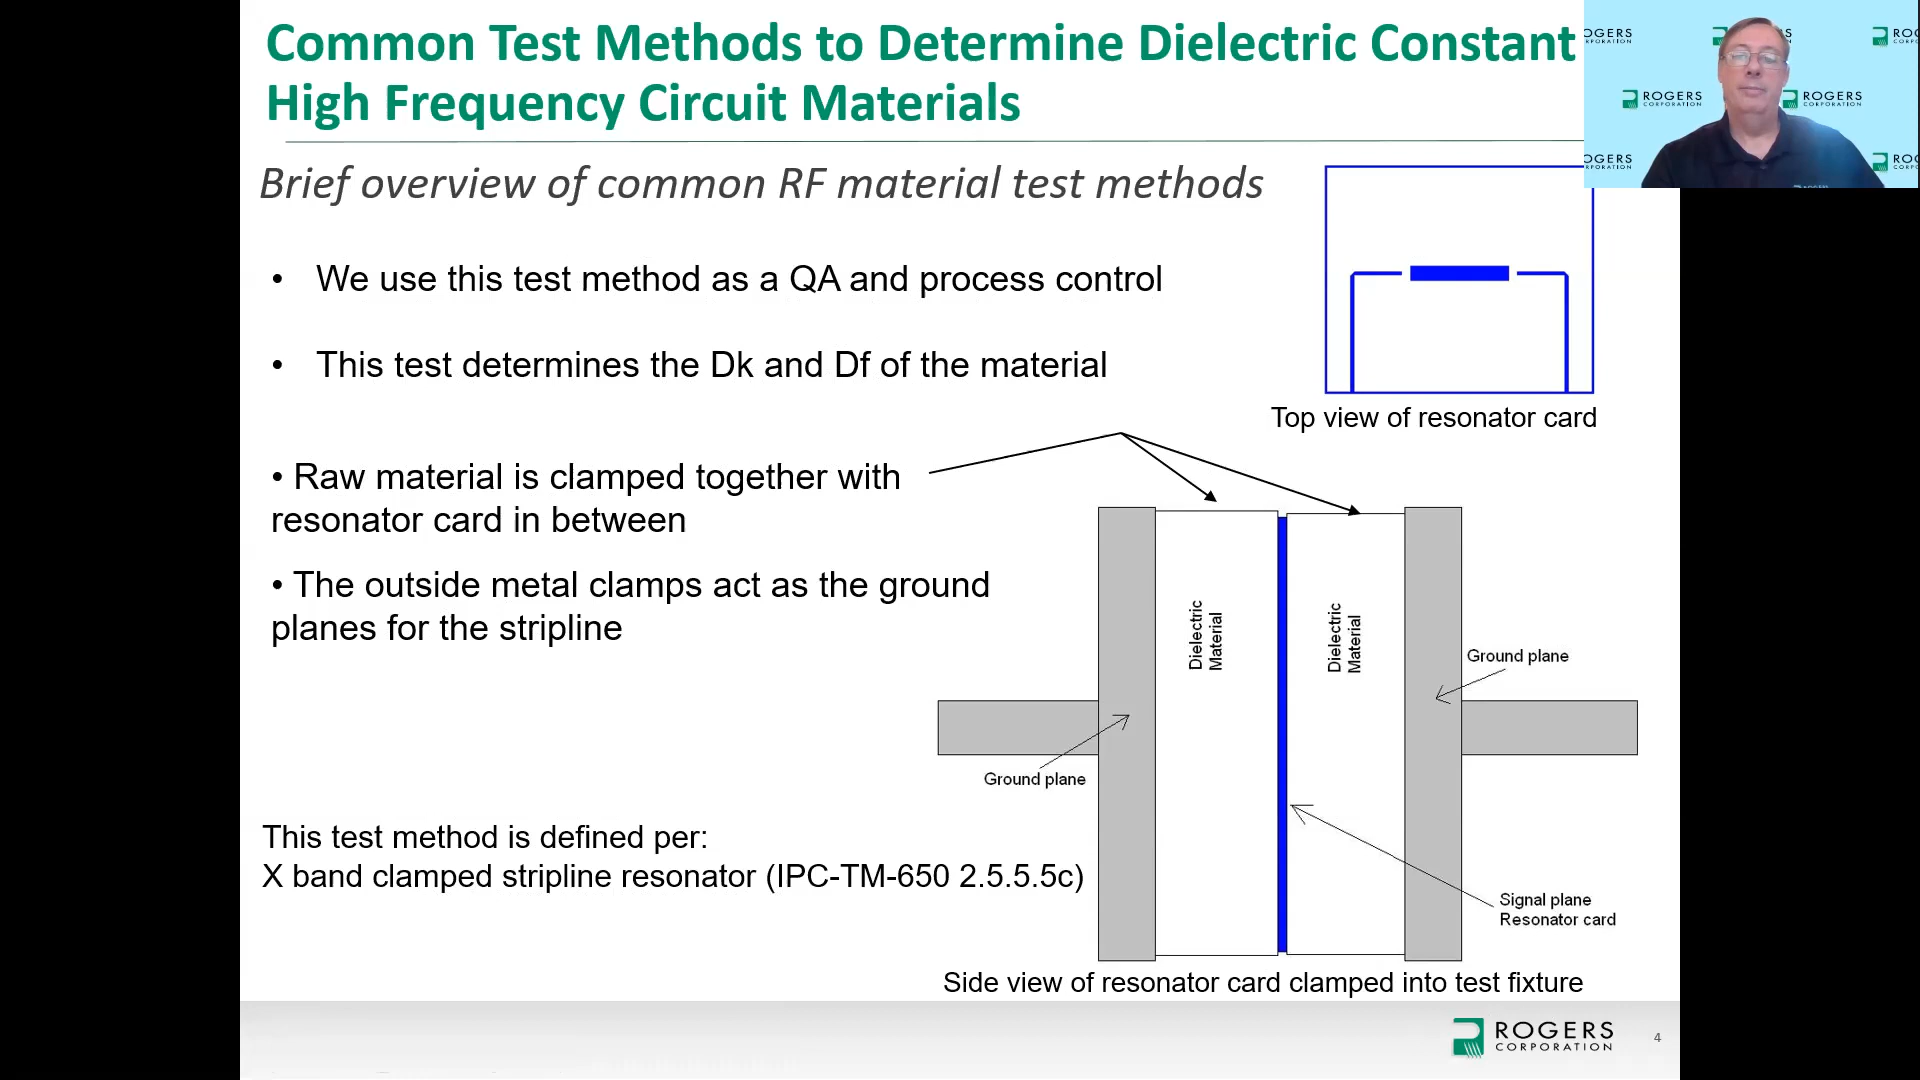 Common Test Methods to Determine Dielectric Constant
High Frequency Circuit Materials
Brief overview of common RF material test methods
• We use this test method as a QA and process control
• This test determines the Dk and Df of the material
Top view of resonator card
• Raw material is clamped together with
resonator card in between
• The outside metal clamps act as the ground
planes for the stripline
Dielectric
Material
Dielectric
Material
Ground plane
Ground plane
Signal plane
Resonator card
This test method is defined per:
X band clamped stripline resonator (IPC-TM-650 2.5.5.5c)
Side view of resonator card clamped into test fixture
ROGERS
CORPORATION
4
ROGERS
CORPORATION
ROGERS
CORPORATION